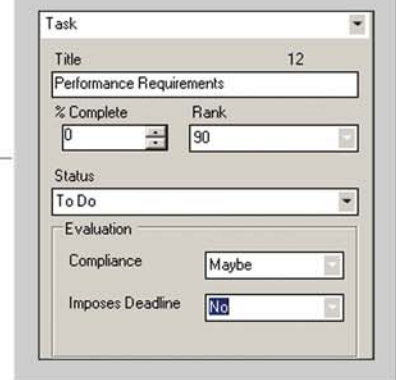 Task
Title 12
Performance Requirements
% Complete Rank
0 90
Status
To Do
Evaluation
Compliance Maybe
Imposes Deadline No